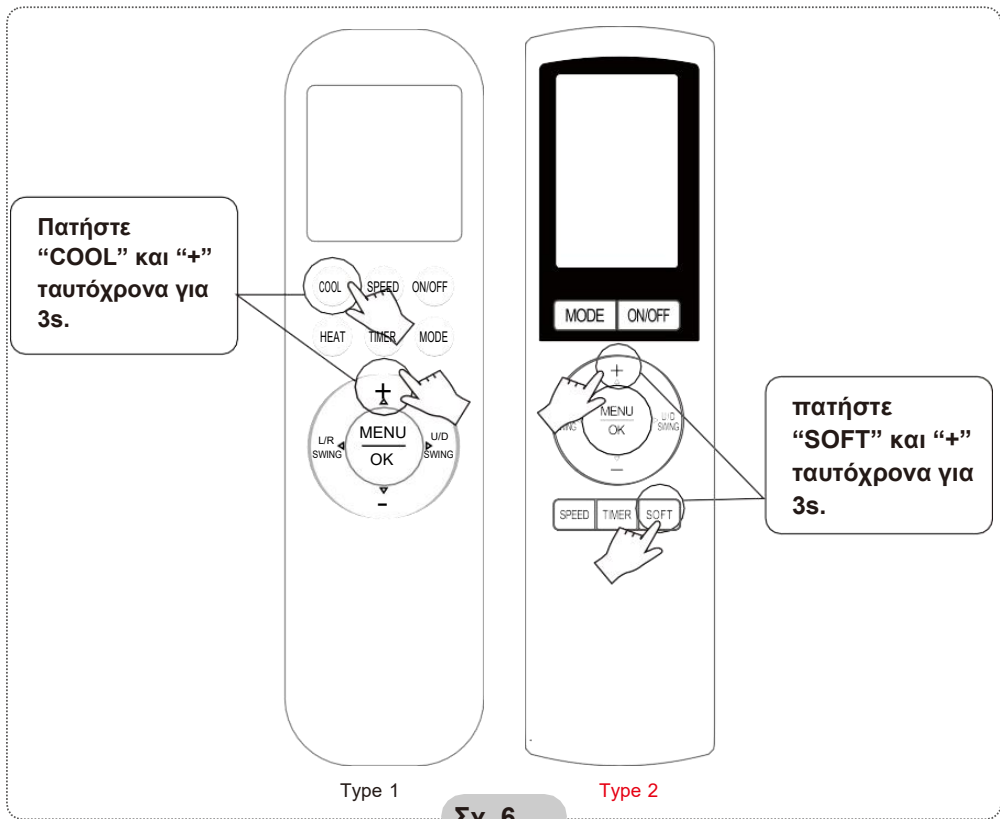 Πατήστε
“COOL” και “+”
ταυτόχρονα για
3s.
COOL SPEED ON/OFF
HEAT TIMER MODE
+
L/R
SWING
MENU
OK
U/D
SWING
-
Type 1
MODE ON/OFF
+
MENU
OK
U/D
SWING
−
SPEED TIMER SOFT
πατήστε
“SOFT” και “+”
ταυτόχρονα για
3s.
Type 2
Σχ. 6